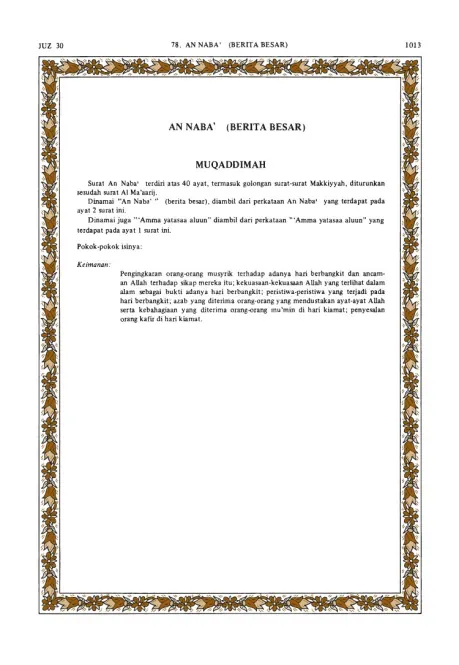 JUZ 30 78. AN NABA' (BERITA BESAR) 1013
AN NABA' (BERITA BESAR)
MUQADDIMAH
Surat An Naba' terdiri atas 40 ayat, termasuk golongan surat-surat Makkiyyah, diturunkan
sesudah surat Al Ma'aarij.
Dinamai "An Naba' " (berita besar), diambil dari perkataan An Naba' yang terdapat pada
ayat 2 surat ini.
Dinamai juga "'Amma yatasaa aluun" diambil dari perkataan "'Amma yatasaa aluun" yang
terdapat pada ayat 1 surat ini.
Pokok-pokok isinya:
Keimanan:
Pengingkaran orang-orang musyrik terhadap adanya hari berbangkit dan ancam-
an Allah terhadap sikap mereka itu; kekuasaan-kekuasaan Allah yang terlihat dalam
alam sebagai bukti adanya hari berbangkit; peristiwa-peristiwa yang terjadi pada
hari berbangkit; azab yang diterima orang-orang yang mendustakan ayat-ayat Allah
serta kebahagiaan yang diterima orang-orang mu'min di hari kiamat; penyesalan
orang kafir di hari kiamat.